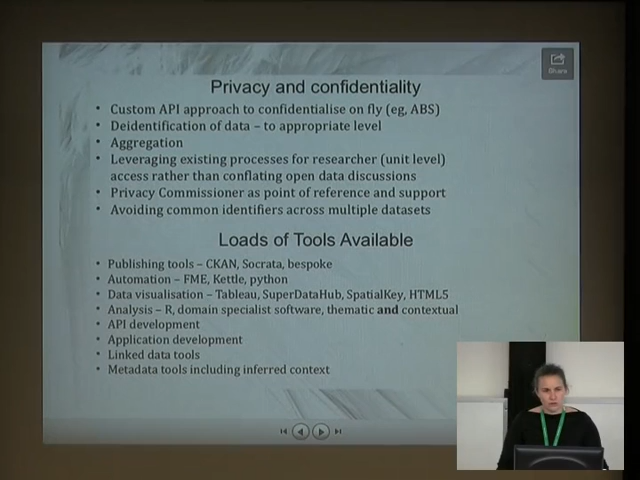 Share
Privacy and confidentiality
• Custom API approach to confidentialise on fly (eg, ABS)
• Deidentification of data – to appropriate level
• Aggregation
• Leveraging existing processes for researcher (unit level)
access rather than conflating open data discussions
• Privacy Commissioner as point of reference and support
• Avoiding common identifiers across multiple datasets
Loads of Tools Available
• Publishing tools – CKAN, Socrata, bespoke
• Automation – FME, Kettle, python
• Data visualisation – Tableau, SuperDataHub, SpatialKey, HTML5
• Analysis – R, domain specialist software, thematic and contextual
• API development
• Application development
• Linked data tools
• Metadata tools including inferred context